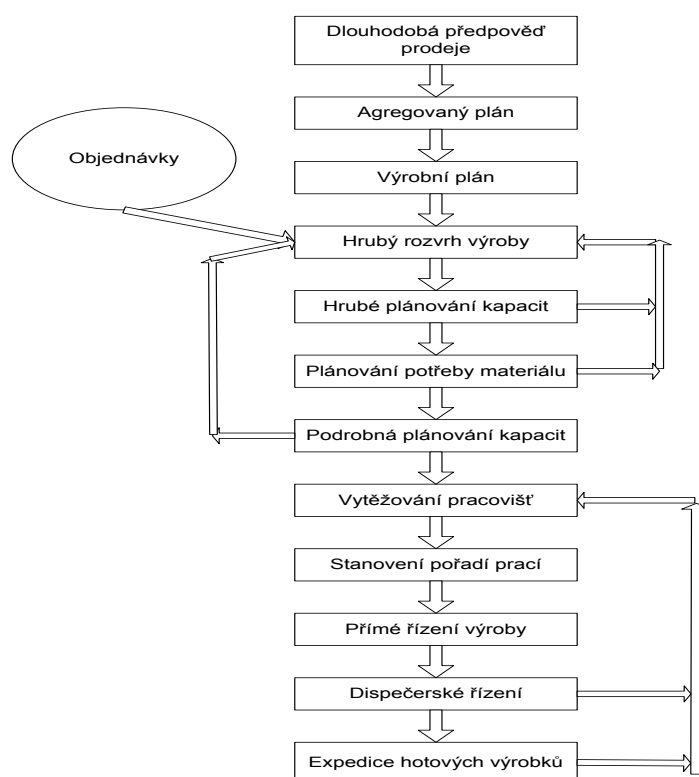 Dlouhodobá předpověď
prodeje
Agregovaný plán
Objednávky
Výrobní plán
Hrubý rozvrh výroby
Hrubé plánování kapacit
Plánování potřeby materiálu
Podrobná plánování kapacit
Vytěžování pracovišť
Stanovení pořadí prací
Přímé řízení výroby
Dispečerské řízení
Expedice hotových výrobků